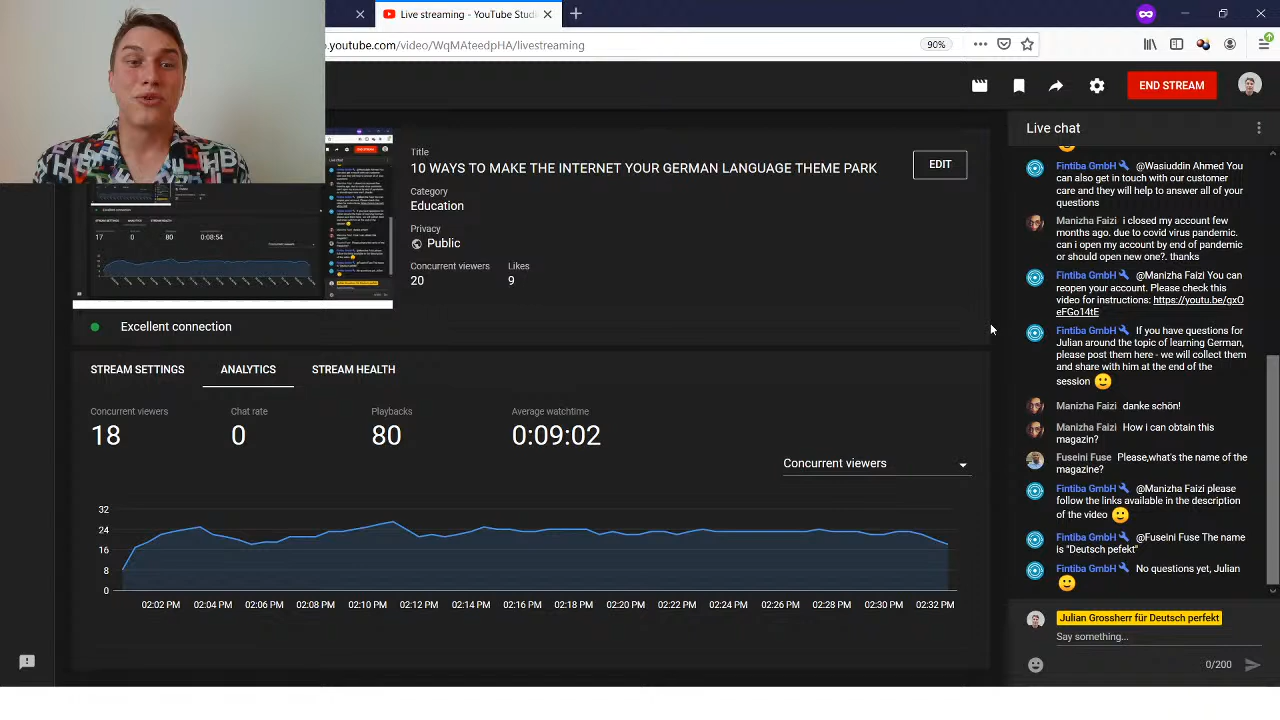 Live streaming - YouTube Studi
.youtube.com/video/WqMAteedpHA/livestreaming
90%
END STREAM
Title
10 WAYS TO MAKE THE INTERNET YOUR GERMAN LANGUAGE THEME PARK
EDIT
Category
Education
Privacy
Public
Concurrent viewers Likes
20 9
Excellent connection
STREAM SETTINGS ANALYTICS STREAM HEALTH
Concurrent viewers Chat rate Playbacks Average watchtime
18 0 80 0:09:02
Concurrent viewers
32
24
16
8
0
02:02 PM 02:04 PM 02:06 PM 02:08 PM 02:10 PM 02:12 PM 02:14 PM 02:16 PM 02:18 PM 02:20 PM 02:22 PM 02:24 PM 02:26 PM 02:28 PM 02:30 PM 02:32 PM
STREAM SETTINGS ANALYTICS STREAM HEALTH
17 0 80 0:08:54
Concurrent viewers
Live chat
Fintiba GmbH @Wasiuddin Ahmed You
can also get in touch with our customer
care and they will help to answer all of your
questions
Manizha Faizi i closed my account few
months ago. due to covid virus pandemic.
can i open my account by end of pandemic
or should open new one?. thanks
Fintiba GmbH @Manizha Faizi You can
reopen your account. Please check this
video for instructions: https://youtu.be/gxO
eFGo14tE
Fintiba GmbH If you have questions for
Julian around the topic of learning German,
please post them here - we will collect them
and share with him at the end of the
session 🙂
Manizha Faizi danke schön!
Manizha Faizi How i can obtain this
magazin?
Fuseini Fuse Please,what's the name of the
magazine?
Fintiba GmbH @Manizha Faizi please
follow the links available in the description
of the video 🙂
Fintiba GmbH @Fuseini Fuse The name
is "Deutsch pefekt"
Fintiba GmbH No questions yet, Julian
🙂
Julian Grossherr für Deutsch perfekt
Say something...
0/200